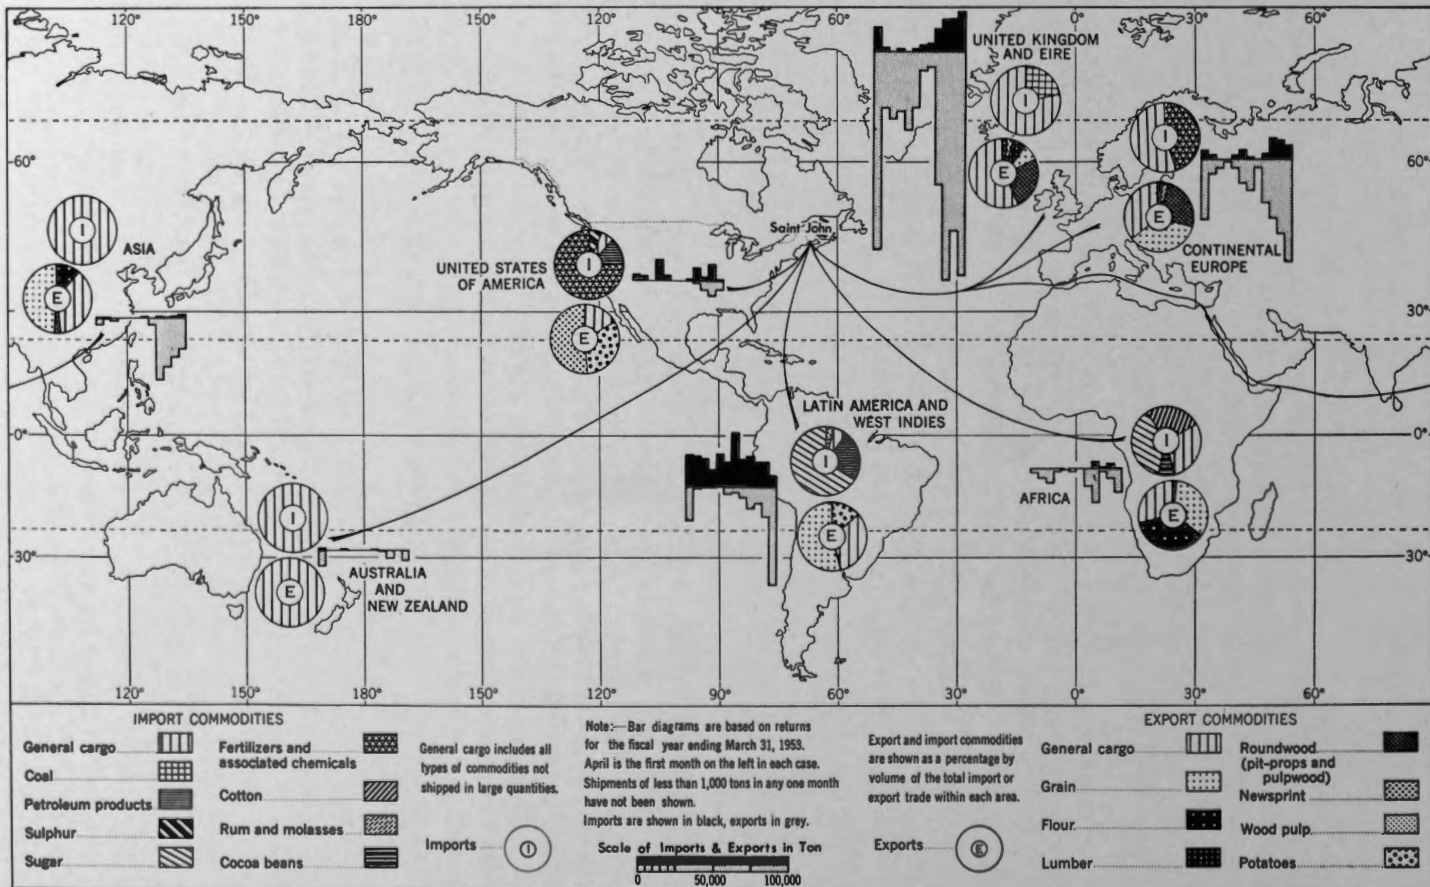 120° 150° 180° 150° 120° 90° 60° 0° 30° 60°
60° 60°
30° 30°
0° 0°
30° 30°
UNITED KINGDOM
AND EIRE
I
E
I
E
CONTINENTAL
EUROPE
I
ASIA
E
Saint John
UNITED STATES
OF AMERICA
I
E
LATIN AMERICA AND
WEST INDIES
I
E
AFRICA
I
E
I
E
AUSTRALIA
AND
NEW ZEALAND
120° 150° 180° 150° 120° 90° 60° 30° 0° 30° 60°
IMPORT COMMODITIES
General cargo
Coal
Petroleum products
Sulphur
Sugar
Fertilizers and
associated chemicals
Cotton
Rum and molasses
Cocoa beans
General cargo includes all
types of commodities not
shipped in large quantities.
Imports I
Note:—Bar diagrams are based on returns
for the fiscal year ending March 31, 1953.
April is the first month on the left in each case.
Shipments of less than 1,000 tons in any one month
have not been shown.
Imports are shown in black, exports in grey.
Scale of Imports & Exports in Ton
0 50,000 100,000
Export and import commodities
are shown as a percentage by
volume of the total import or
export trade within each area.
Exports E
EXPORT COMMODITIES
General cargo
Grain
Flour
Lumber
Roundwood
(pit-props and
pulpwood)
Newsprint
Wood pulp
Potatoes